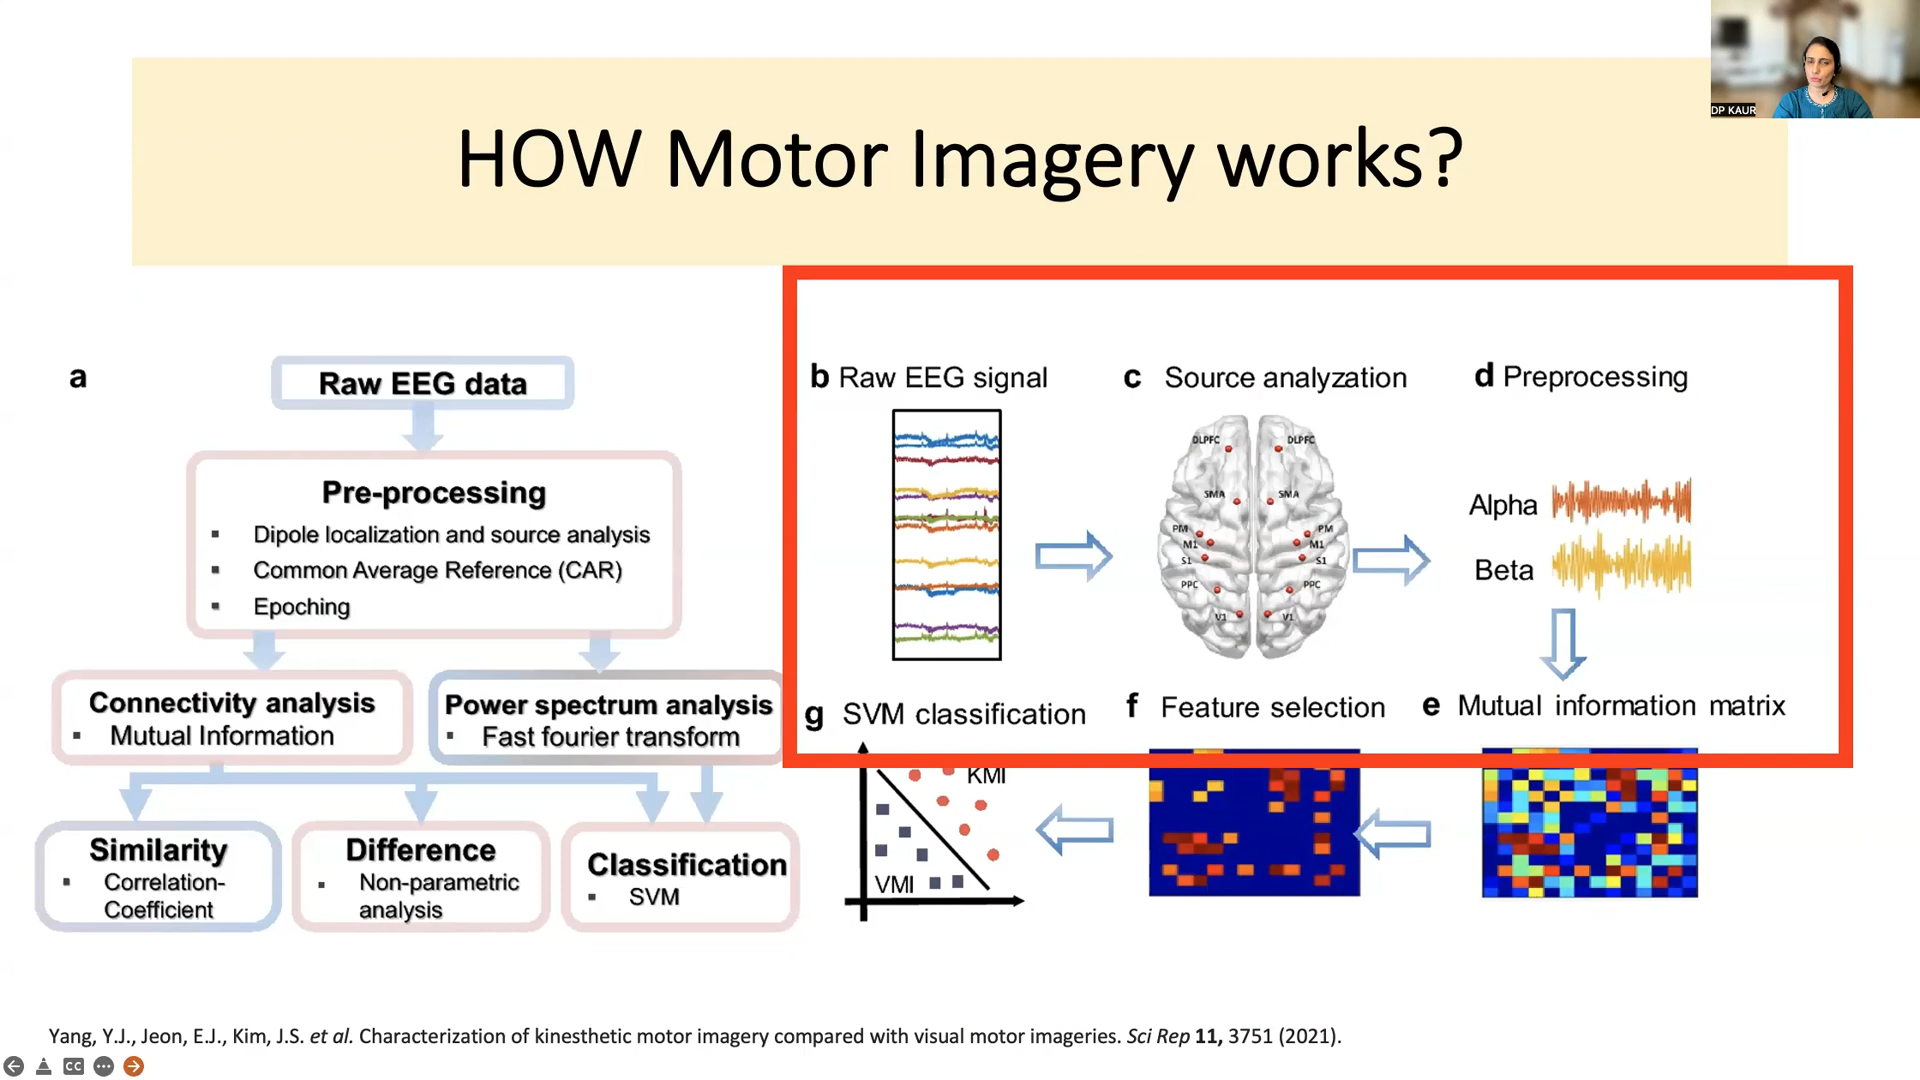 DP KAUR
HOW Motor Imagery works?
a
Raw EEG data
Pre-processing
▪ Dipole localization and source analysis
▪ Common Average Reference (CAR)
▪ Epoching
Connectivity analysis
▪ Mutual Information
Power spectrum analysis
▪ Fast fourier transform
Similarity
▪ Correlation-
Coefficient
Difference
▪ Non-parametric
analysis
Classification
▪ SVM
b Raw EEG signal
c Source analyzation
DLPFC DLPFC
SMA SMA
PM PM
M1 M1
S1 S1
PPC PPC
V1 V1
d Preprocessing
Alpha
Beta
e Mutual information matrix
f Feature selection
g SVM classification
KMI
VMI
Yang, Y.J., Jeon, E.J., Kim, J.S. et al. Characterization of kinesthetic motor imagery compared with visual motor imageries. Sci Rep 11, 3751 (2021).
CC